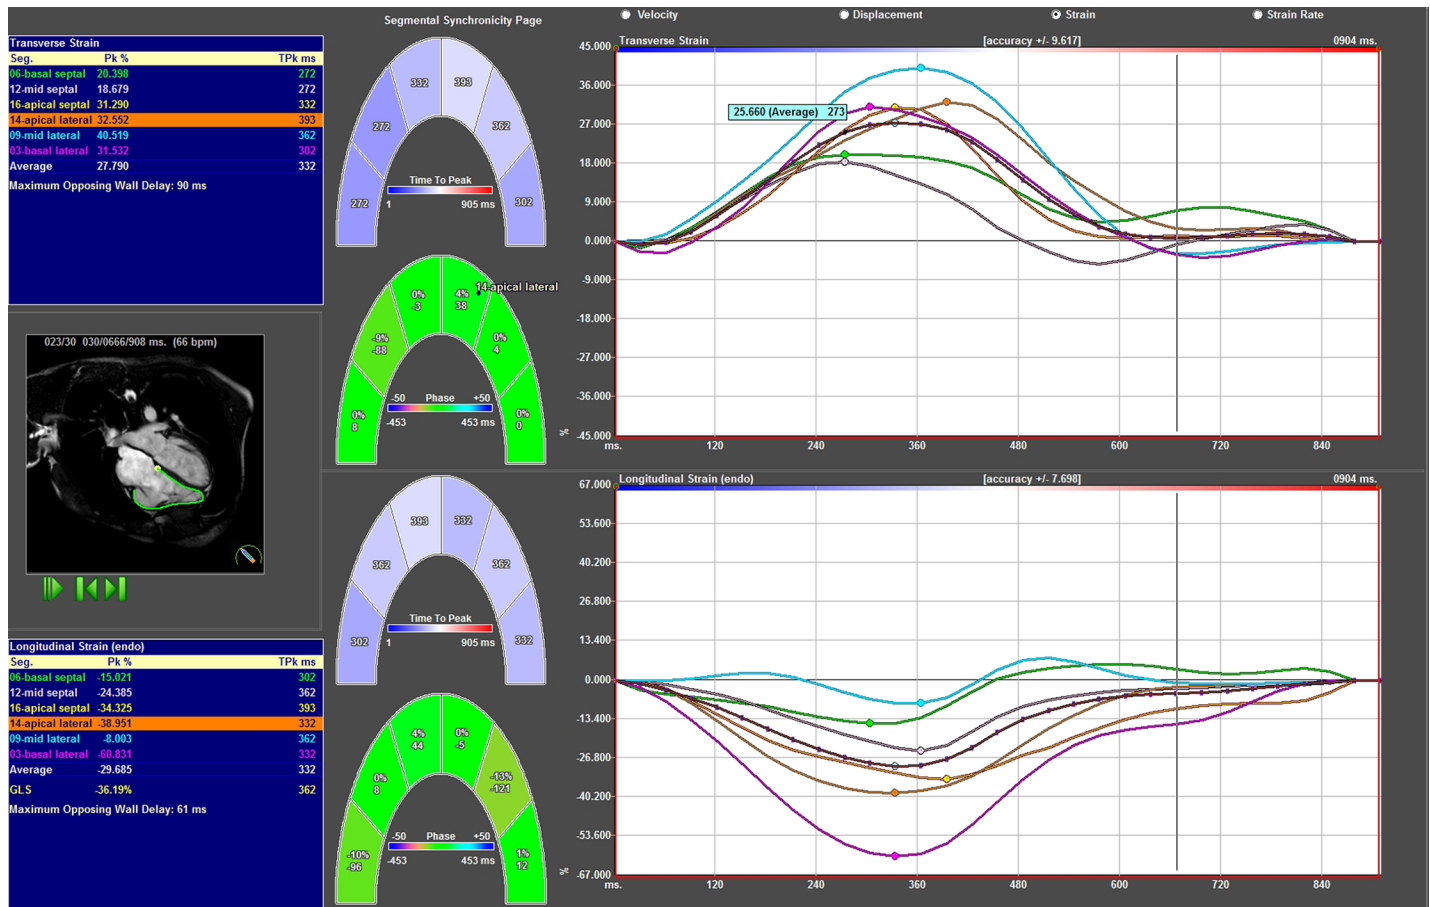 Segmental Synchronicity Page
Velocity Displacement Strain Strain Rate
Transverse Strain
Seg. Pk % TPk ms
06-basal septal 20.398 272
12-mid septal 18.679 272
16-apical septal 31.290 332
14-apical lateral 32.552 393
09-mid lateral 40.519 362
03-basal lateral 31.532 302
Average 27.790 332
Maximum Opposing Wall Delay: 90 ms
332 393
272 362
272 302
Time To Peak
1 905 ms
14-apical lateral
0% 4%
-3 38
-9% 0%
-88 4
0% 0%
8 0
-50 Phase +50
-453 453 ms
Transverse Strain [accuracy +/- 9.617] 0904 ms.
45.000
36.000
27.000
18.000
9.000
0.000
-9.000
-18.000
-27.000
-36.000
-45.000
25.660 (Average) 273
%
ms. 120 240 360 480 600 720 840
023/30 030/0666/908 ms. (66 bpm)
Longitudinal Strain (endo)
Seg. Pk % TPk ms
06-basal septal -15.021 302
12-mid septal -24.385 362
16-apical septal -34.325 393
14-apical lateral -38.951 332
09-mid lateral -8.003 362
03-basal lateral -60.831 332
Average -29.685 332
GLS -36.19% 362
Maximum Opposing Wall Delay: 61 ms
393 332
362 362
302 332
Time To Peak
1 905 ms
4% 0%
44 -5
0% -13%
8 -121
-10% 1%
-96 12
-50 Phase +50
-453 453 ms
Longitudinal Strain (endo) [accuracy +/- 7.698] 0904 ms.
67.000
53.600
40.200
26.800
13.400
0.000
-13.400
-26.800
-40.200
-53.600
-67.000
%
ms. 120 240 360 480 600 720 840